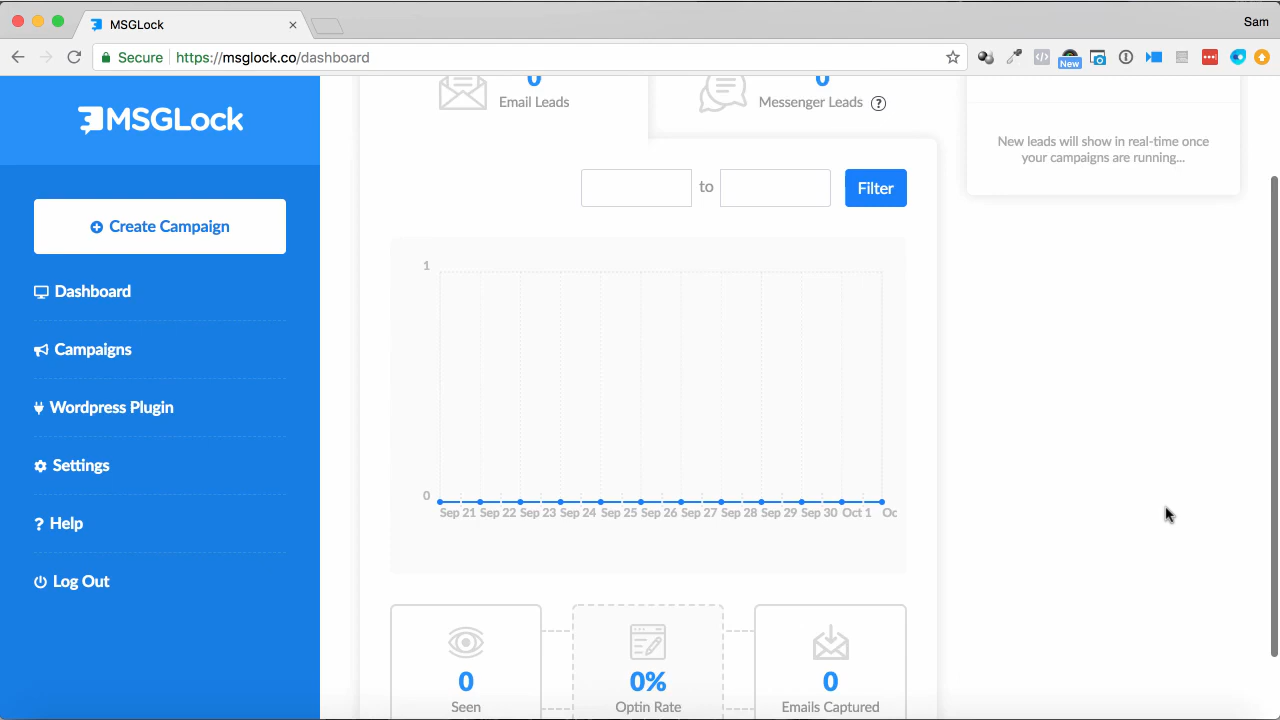 MSGLock
Sam
Secure
https://msglock.co/dashboard
New
MSGLock
Create Campaign
Dashboard
Campaigns
Wordpress Plugin
Settings
? Help
Log Out
0
Email Leads
0
Messenger Leads ?
New leads will show in real-time once
your campaigns are running...
to
Filter
1
0
Sep 21 Sep 22 Sep 23 Sep 24 Sep 25 Sep 26 Sep 27 Sep 28 Sep 29 Sep 30 Oct 1 Oc
0
Seen
0%
Optin Rate
0
Emails Captured